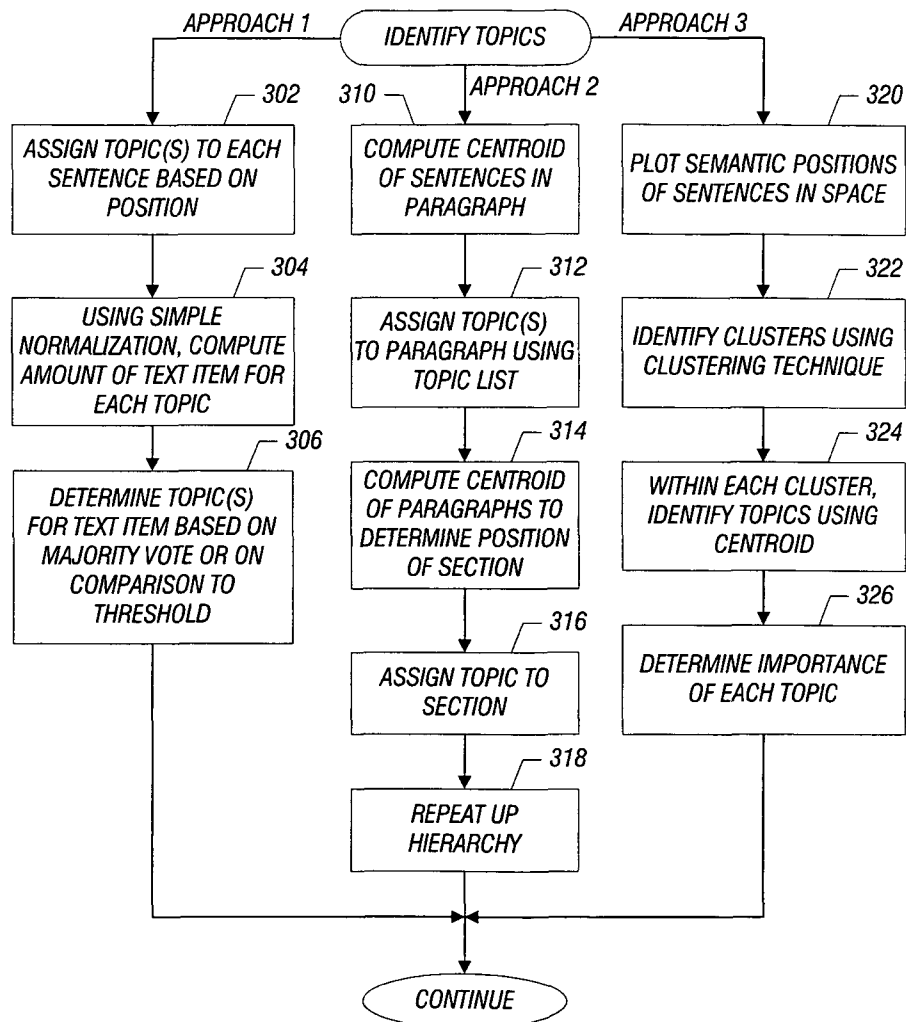 APPROACH 1
IDENTIFY TOPICS
APPROACH 3
APPROACH 2
302
ASSIGN TOPIC(S) TO EACH
SENTENCE BASED ON
POSITION
304
USING SIMPLE
NORMALIZATION, COMPUTE
AMOUNT OF TEXT ITEM FOR
EACH TOPIC
306
DETERMINE TOPIC(S)
FOR TEXT ITEM BASED ON
MAJORITY VOTE OR ON
COMPARISON TO
THRESHOLD
310
COMPUTE CENTROID
OF SENTENCES IN
PARAGRAPH
312
ASSIGN TOPIC(S)
TO PARAGRAPH USING
TOPIC LIST
314
COMPUTE CENTROID
OF PARAGRAPHS TO
DETERMINE POSITION
OF SECTION
316
ASSIGN TOPIC TO
SECTION
318
REPEAT UP
HIERARCHY
320
PLOT SEMANTIC POSITIONS
OF SENTENCES IN SPACE
322
IDENTIFY CLUSTERS USING
CLUSTERING TECHNIQUE
324
WITHIN EACH CLUSTER,
IDENTIFY TOPICS USING
CENTROID
326
DETERMINE IMPORTANCE
OF EACH TOPIC
CONTINUE